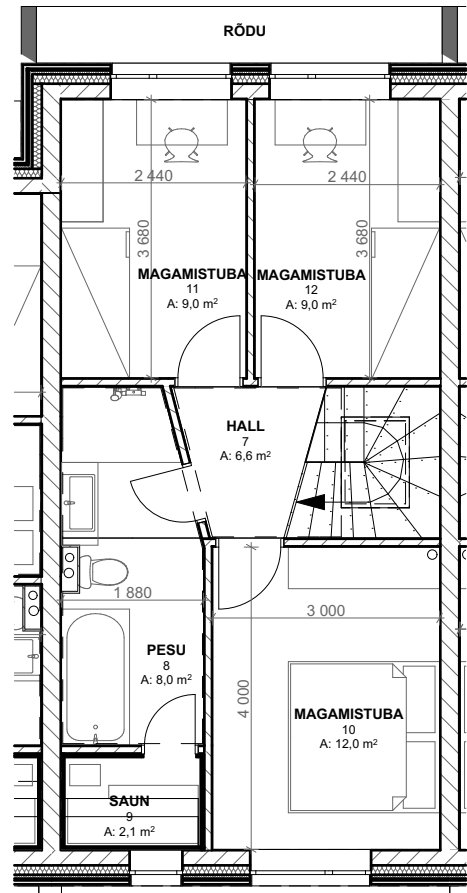 RÕDU
2 440
2 440
3 680
3 680
MAGAMISTUBA
11
A: 9,0 m²
MAGAMISTUBA
12
A: 9,0 m²
HALL
7
A: 6,6 m²
1 880
3 000
PESU
8
A: 8,0 m²
4 000
MAGAMISTUBA
10
A: 12,0 m²
SAUN
9
A: 2,1 m²